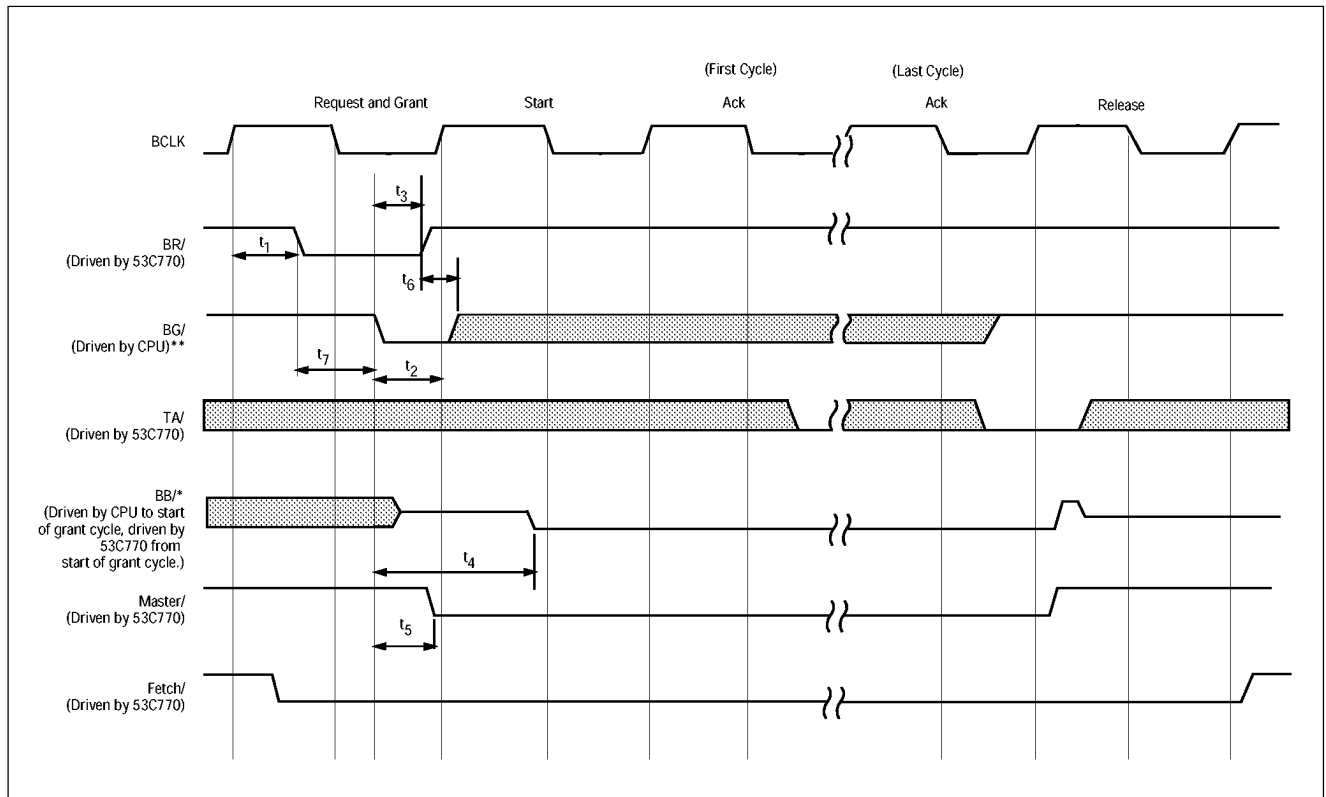 (First Cycle)
(Last Cycle)
Request and Grant
Start
Ack
Ack
Release
BCLK
t3
BR/
(Driven by 53C770)
t1
t6
BG/
(Driven by CPU)**
t7
t2
TA/
(Driven by 53C770)
BB/*
(Driven by CPU to start
of grant cycle, driven by
53C770 from
start of grant cycle.)
t4
Master/
(Driven by 53C770)
t5
Fetch/
(Driven by 53C770)